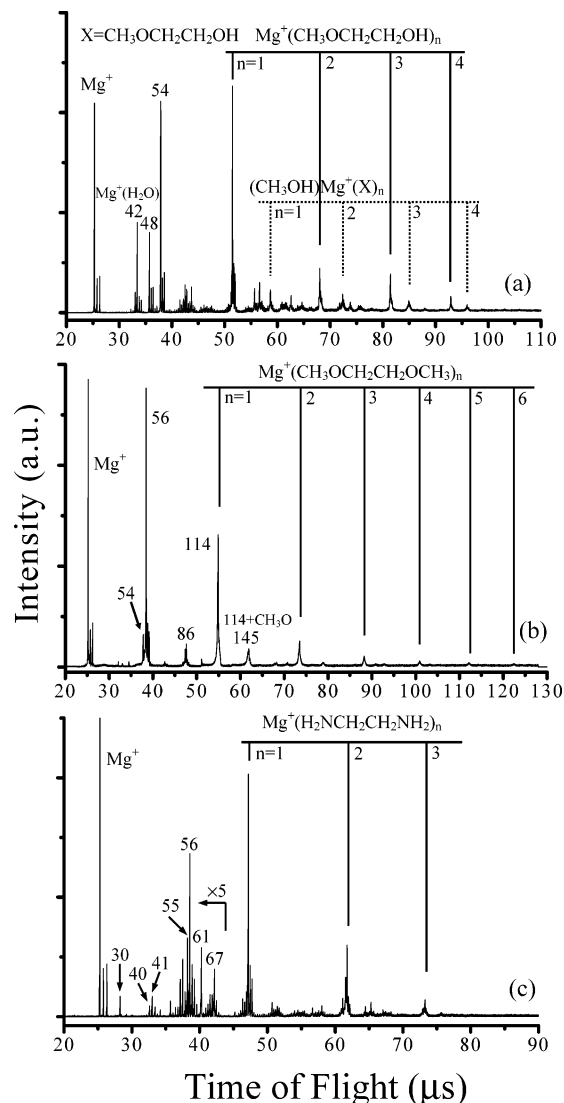 X=CH₃OCH₂CH₂OH Mg⁺(CH₃OCH₂CH₂OH)ₙ
n=1 2 3 4
Mg⁺
54
(CH₃OH)Mg⁺(X)ₙ
Mg⁺(H₂O)
n=1 2 3 4
42
48
(a)
20 30 40 50 60 70 80 90 100 110
Mg⁺(CH₃OCH₂CH₂OCH₃)ₙ
n=1 2 3 4 5 6
56
Mg⁺
114
54
114+CH₃O
145
86
(b)
20 30 40 50 60 70 80 90 100 110 120 130
Intensity (a.u.)
Mg⁺(H₂NCH₂CH₂NH₂)ₙ
n=1 2 3
Mg⁺
56
×5
55
61
67
30
41
40
(c)
20 30 40 50 60 70 80 90
Time of Flight (μs)